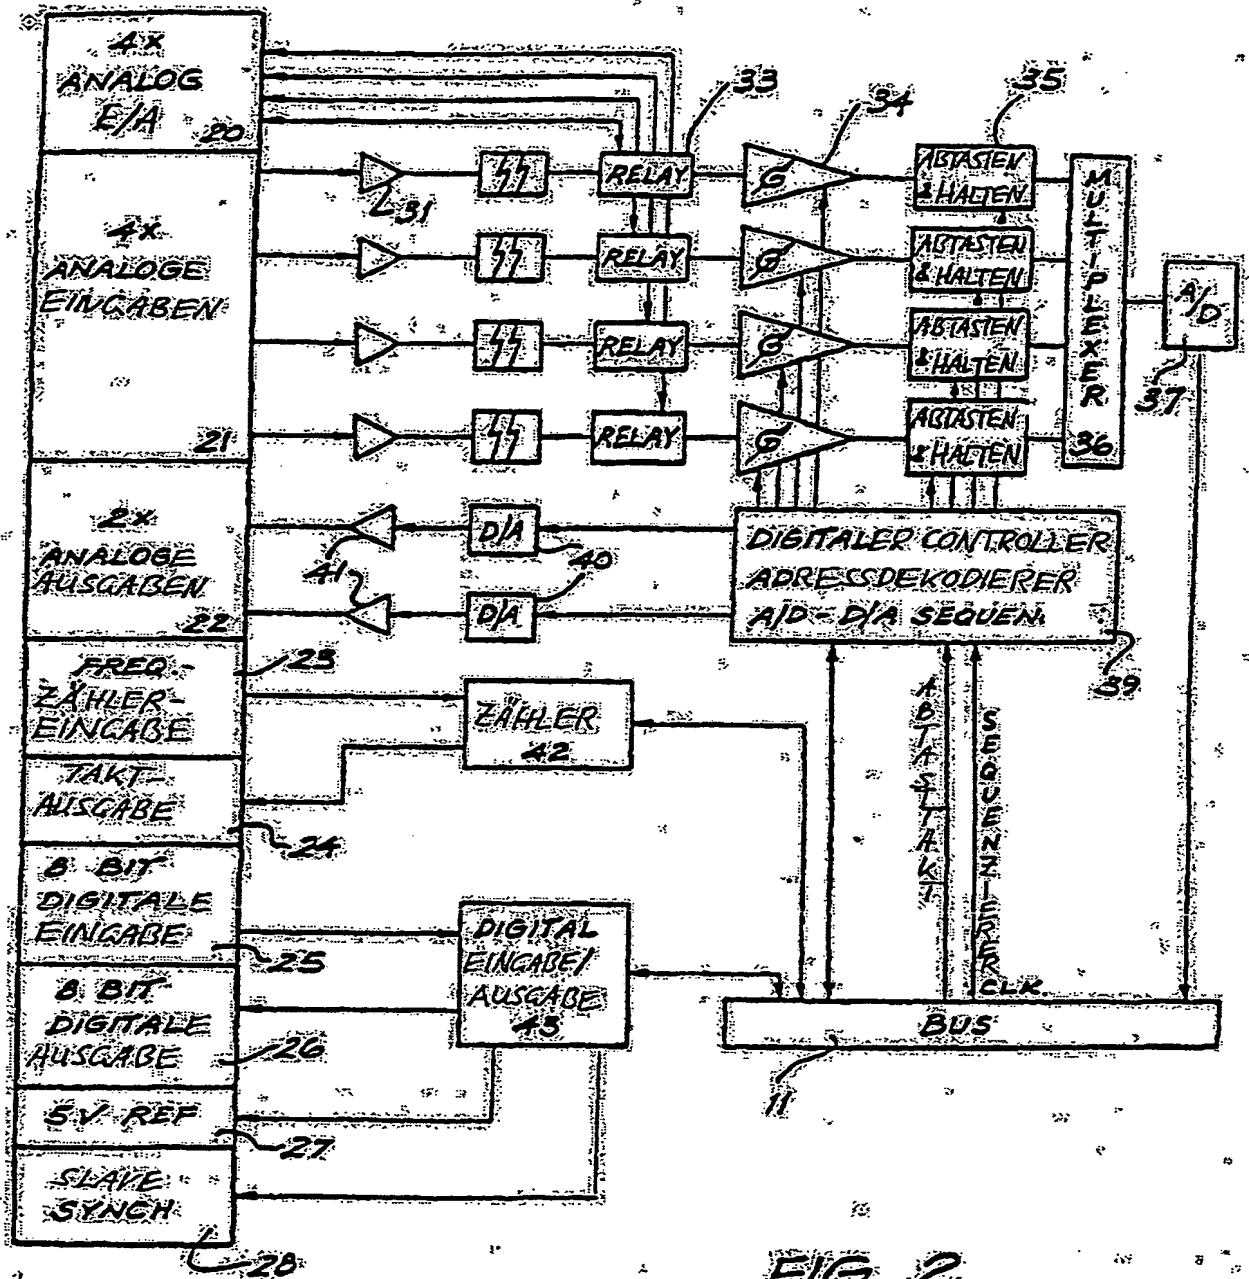 4X
ANALOG
E/A
20
4X
ANALOGE
EINGABEN
21
2X
ANALOGE
AUSGABEN
22
FREQ.-
ZÄHLER-
EINGABE
23
TAKT-
AUSGABE
24
8 BIT
DIGITALE
EINGABE
25
8 BIT
DIGITALE
AUSGABE
26
5V REF
27
SLAVE
SYNCH
28
31
33
RELAY
RELAY
RELAY
RELAY
34
G
G
G
G
35
ABTASTEN
& HALTEN
ABTASTEN
& HALTEN
ABTASTEN
& HALTEN
ABTASTEN
& HALTEN
MULTIPLEXER
36
A/D
37
D/A
40
D/A
41
DIGITALER CONTROLLER
ADRESSDEKODIERER
A/D-D/A SEQUEN.
39
ZÄHLER
42
ABTASTTAKT
SEQUENZIERER
CLK.
DIGITAL
EINGABE/
AUSGABE
43
BUS
11
FIG. 2